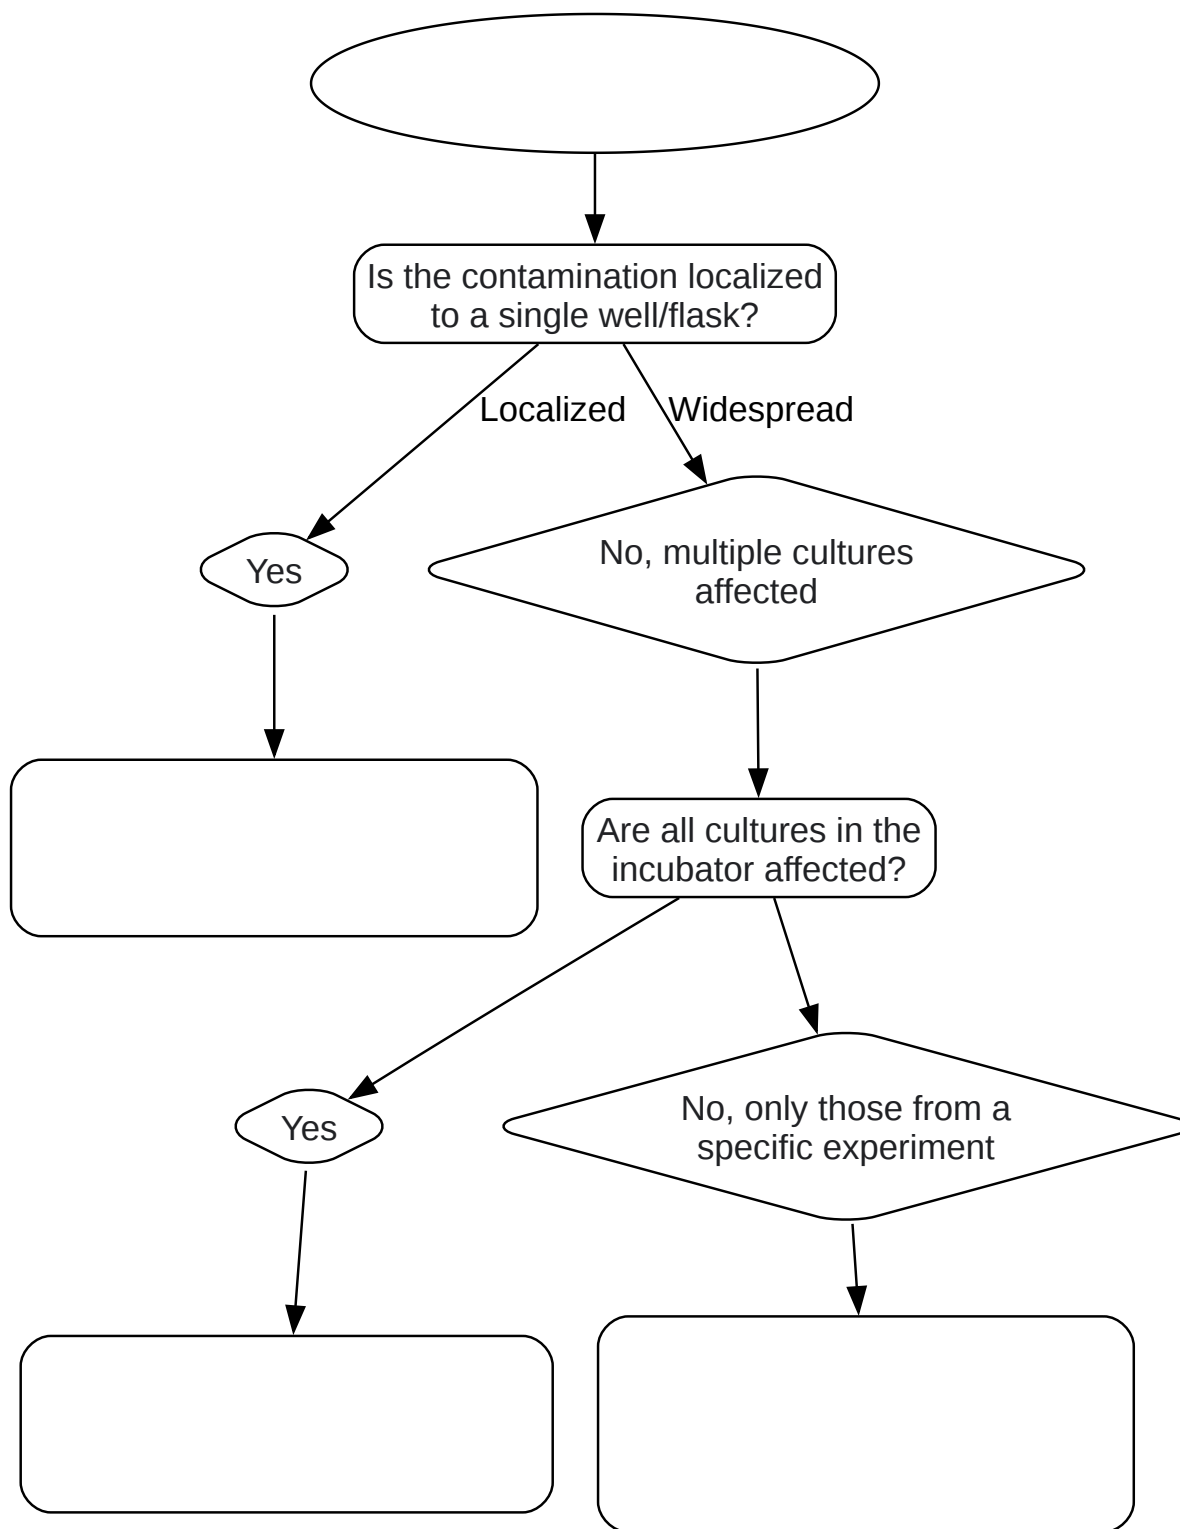 Is the contamination localized
to a single well/flask?
Localized
Widespread
Yes
No, multiple cultures
affected
Are all cultures in the
incubator affected?
Yes
No, only those from a
specific experiment